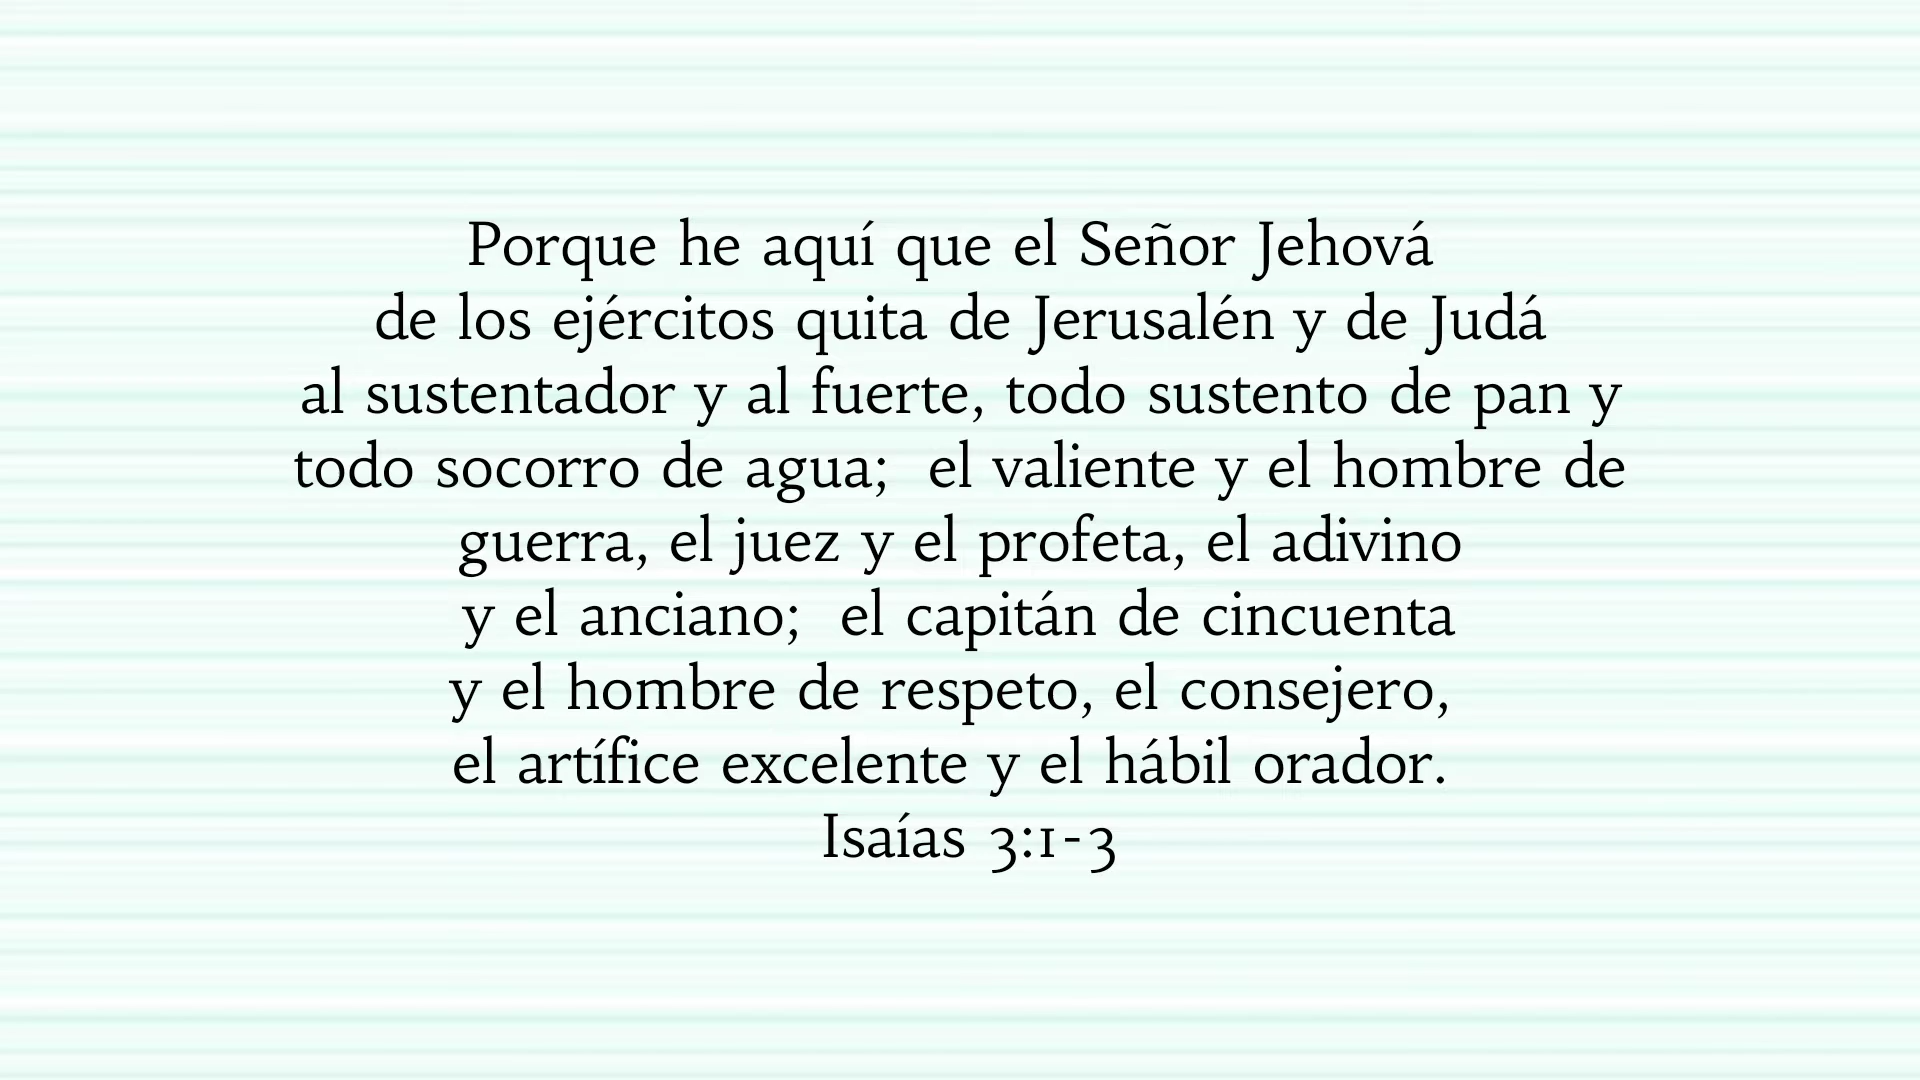 Porque he aquí que el Señor Jehová
de los ejércitos quita de Jerusalén y de Judá
al sustentador y al fuerte, todo sustento de pan y
todo socorro de agua;  el valiente y el hombre de
guerra, el juez y el profeta, el adivino
y el anciano;  el capitán de cincuenta
y el hombre de respeto, el consejero,
el artífice excelente y el hábil orador.
Isaías 3:1-3